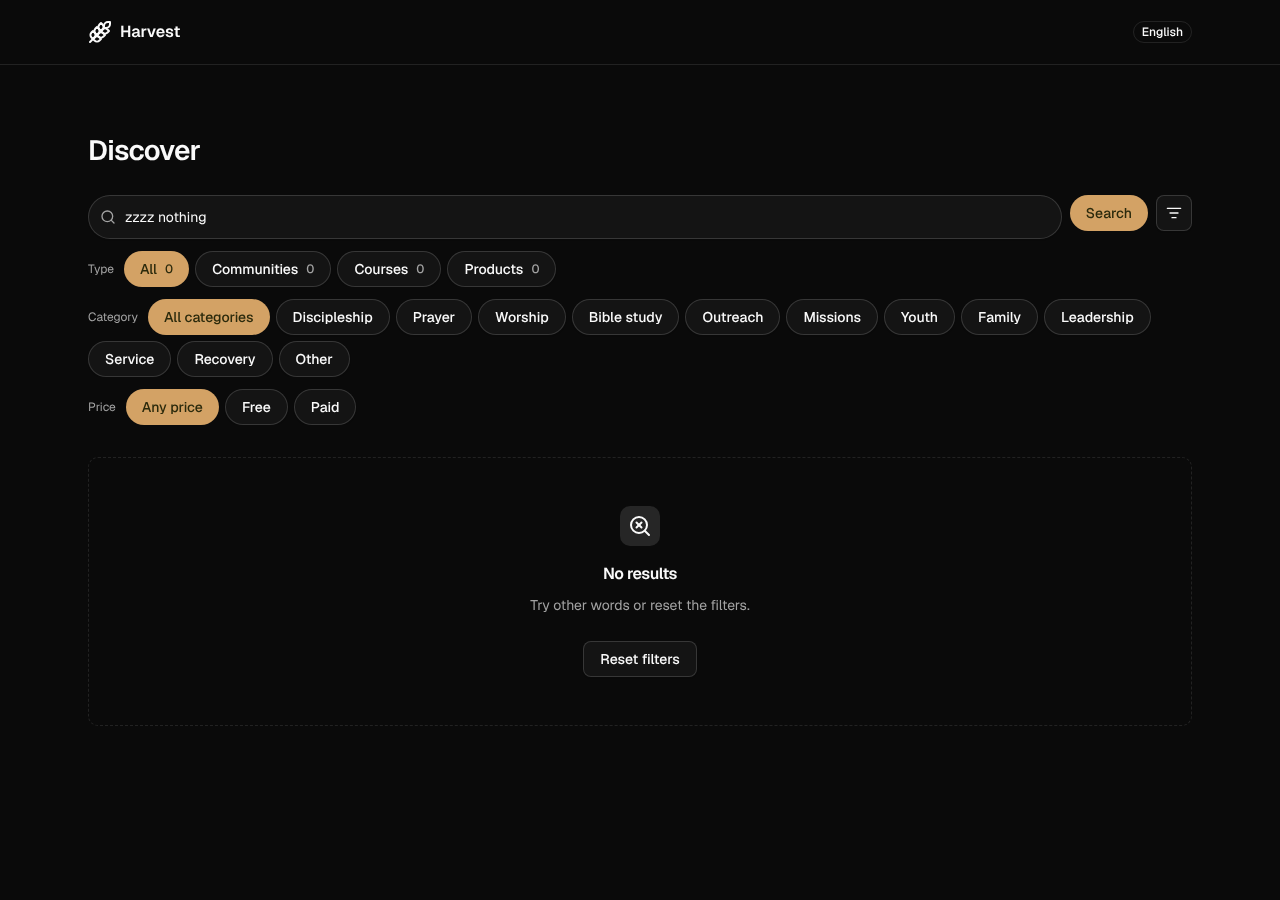 Harvest
English
Discover
zzzz nothing
Search
Type All 0 Communities 0 Courses 0 Products 0
Category All categories Discipleship Prayer Worship Bible study Outreach Missions Youth Family Leadership
Service Recovery Other
Price Any price Free Paid
No results
Try other words or reset the filters.
Reset filters